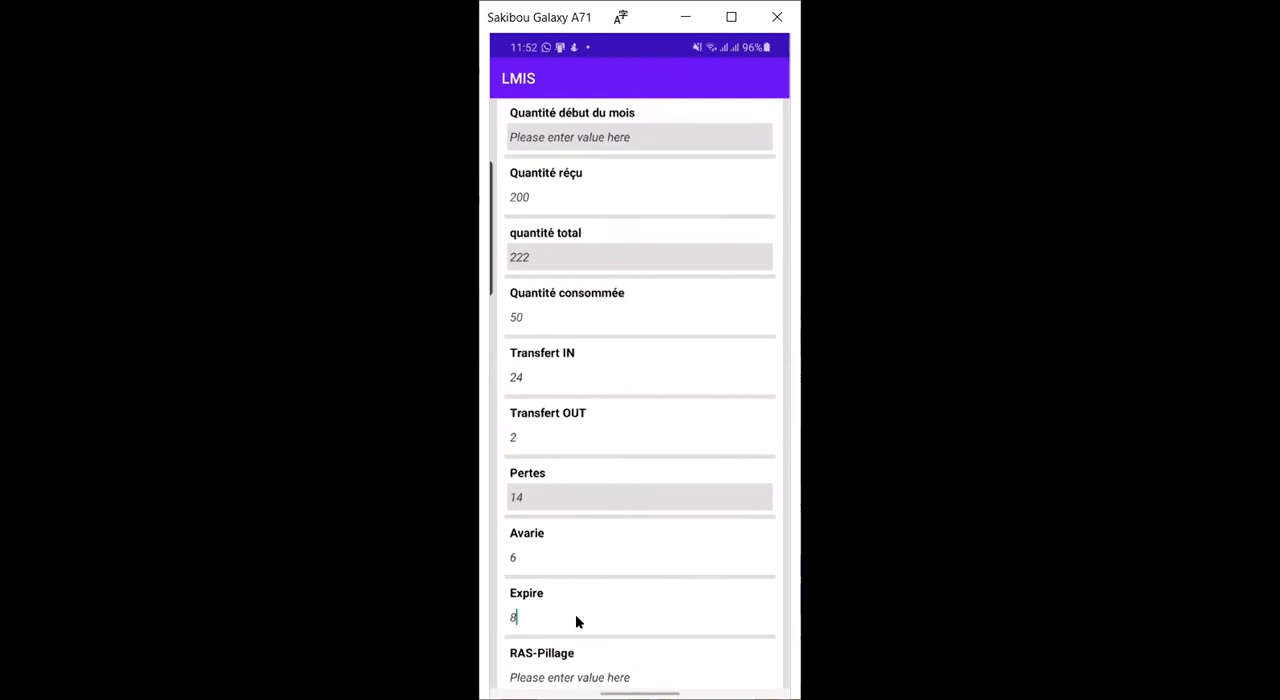 Sakibou Galaxy A71
11:52 96%
LMIS
Quantité début du mois
Please enter value here
Quantité réçu
200
quantité total
222
Quantité consommée
50
Transfert IN
24
Transfert OUT
2
Pertes
14
Avarie
6
Expire
8
RAS-Pillage
Please enter value here